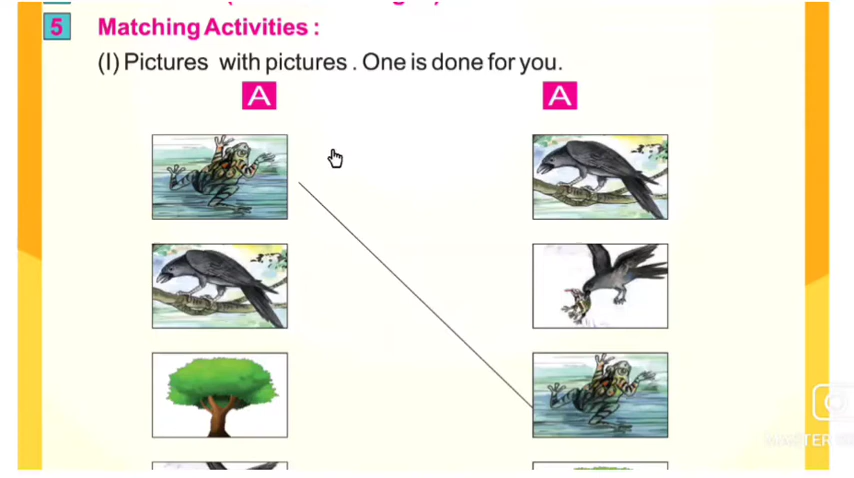 5 Matching Activities :
(I) Pictures with pictures . One is done for you.
A A